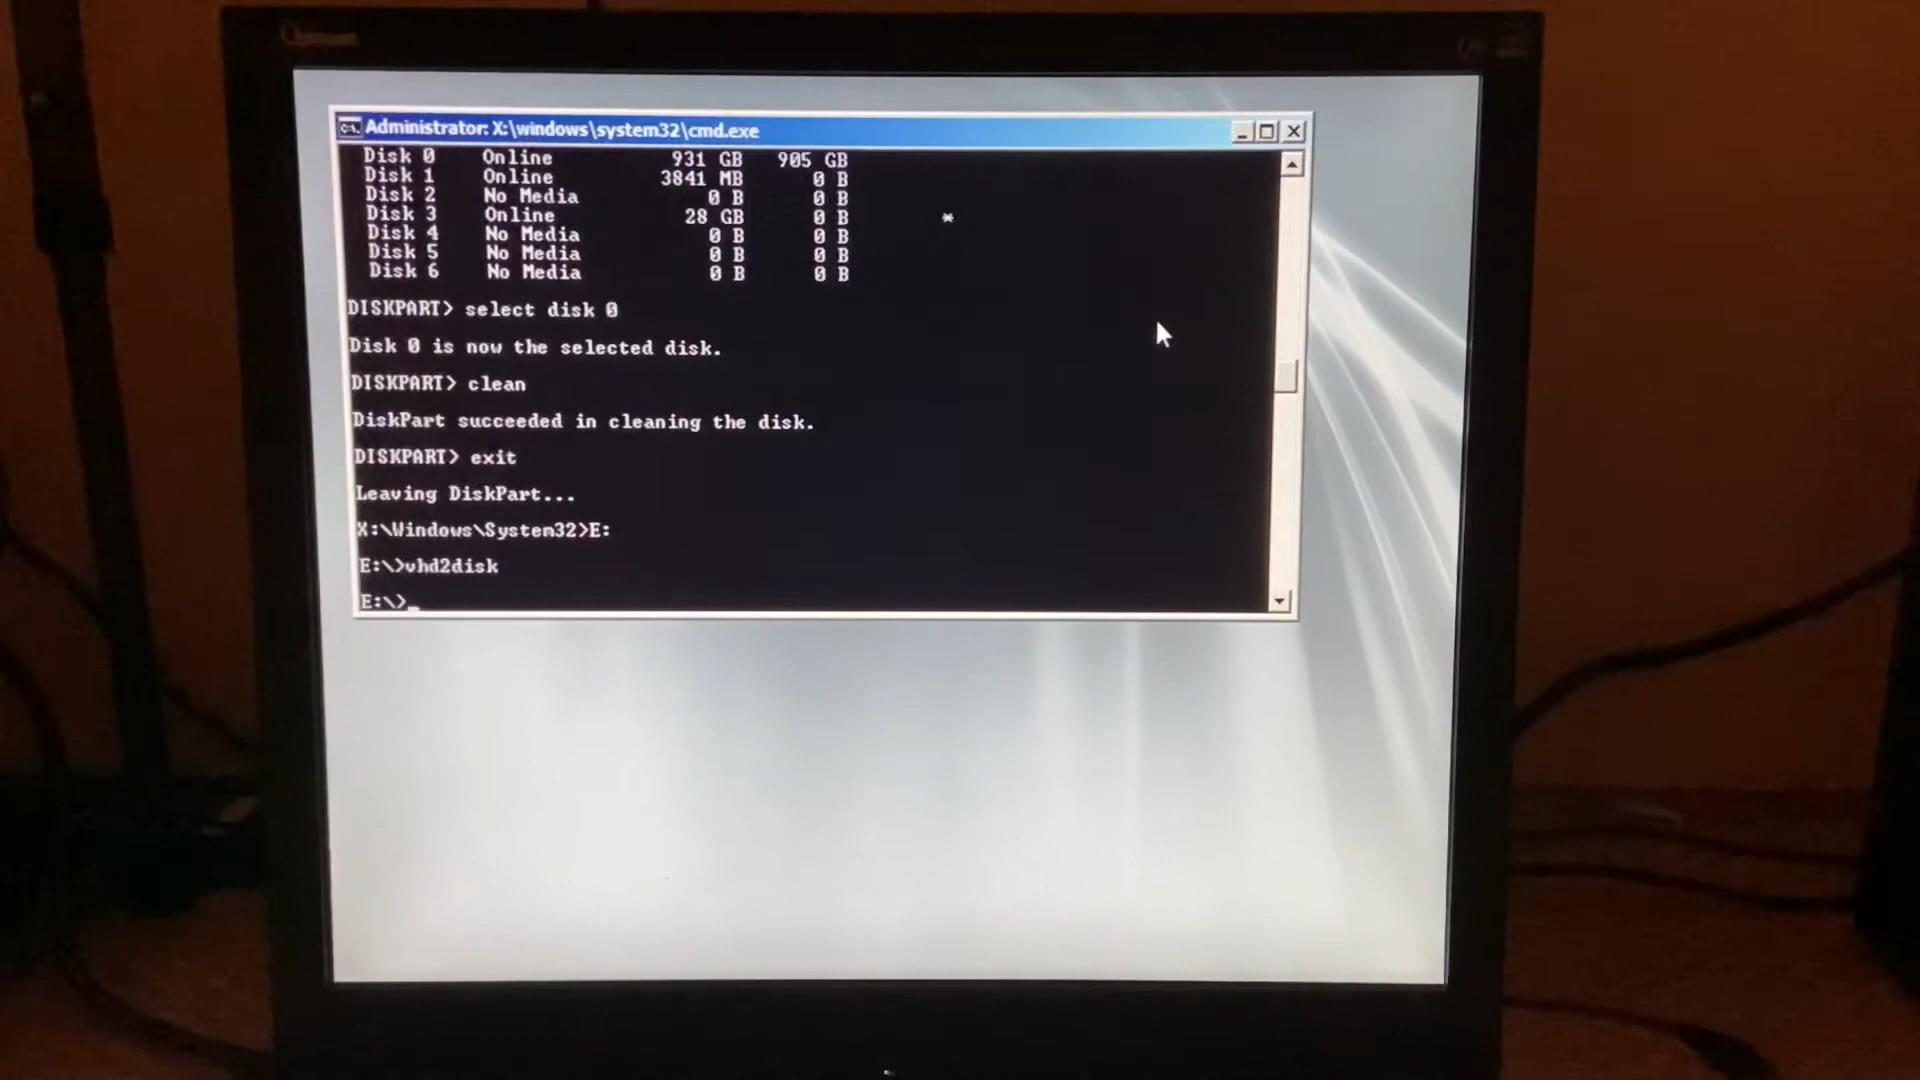 Administrator: X:\windows\system32\cmd.exe
Disk 0 Online 931 GB 905 GB
Disk 1 Online 3841 MB 0 B
Disk 2 No Media 0 B 0 B
Disk 3 Online 28 GB 0 B *
Disk 4 No Media 0 B 0 B
Disk 5 No Media 0 B 0 B
Disk 6 No Media 0 B 0 B
DISKPART> select disk 0
Disk 0 is now the selected disk.
DISKPART> clean
DiskPart succeeded in cleaning the disk.
DISKPART> exit
Leaving DiskPart...
X:\Windows\System32>E:
E:\>vhd2disk
E:\>_